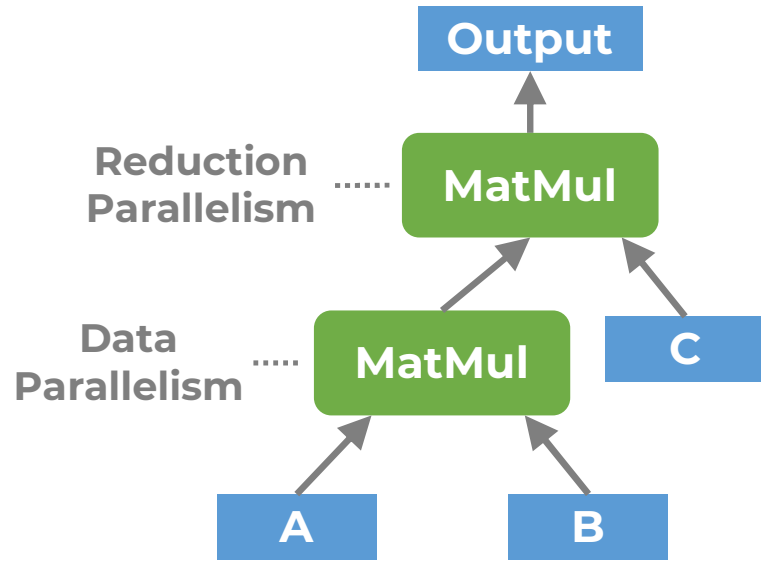 Output
Reduction
Parallelism
MatMul
Data
Parallelism
MatMul
C
A
B